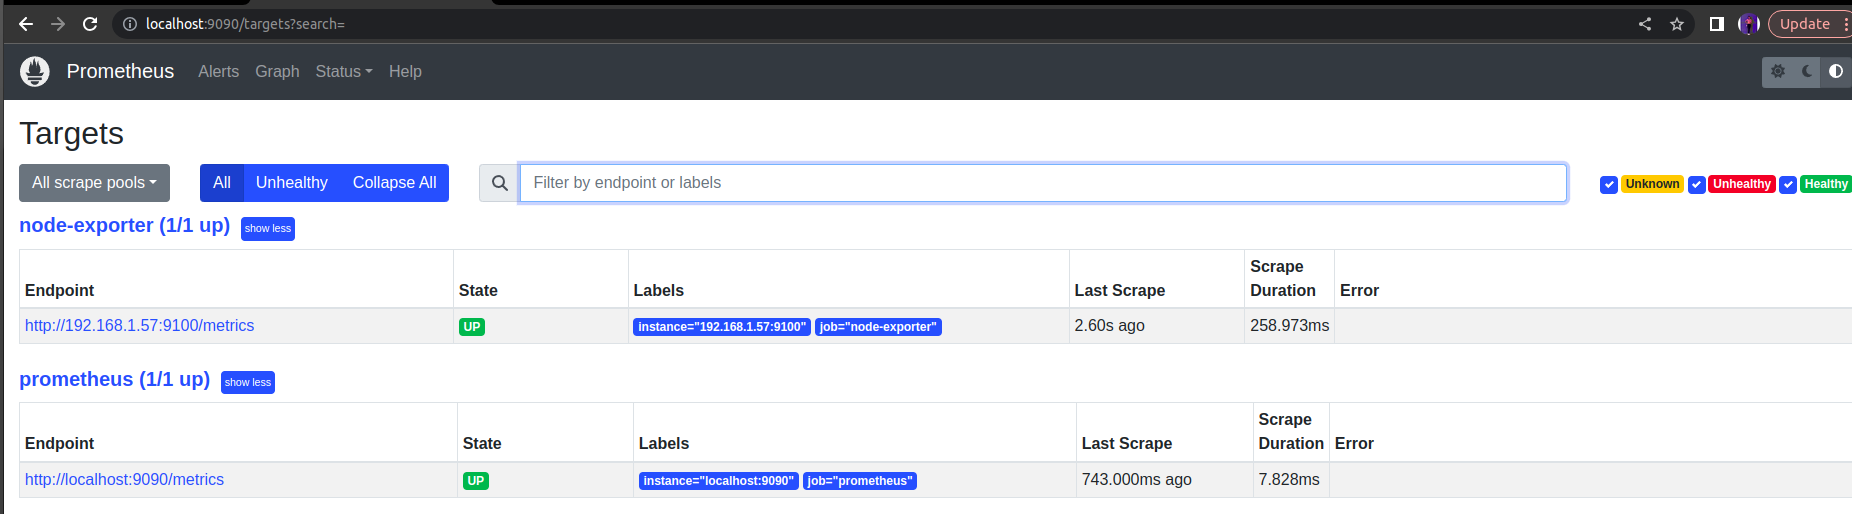 localhost:9090/targets?search=
Update
Prometheus Alerts Graph Status Help
Targets
All scrape pools All Unhealthy Collapse All Filter by endpoint or labels Unknown Unhealthy Healthy
node-exporter (1/1 up) show less
Endpoint State Labels Last Scrape Scrape Duration Error
http://192.168.1.57:9100/metrics UP instance="192.168.1.57:9100" job="node-exporter" 2.60s ago 258.973ms
prometheus (1/1 up) show less
Endpoint State Labels Last Scrape Scrape Duration Error
http://localhost:9090/metrics UP instance="localhost:9090" job="prometheus" 743.000ms ago 7.828ms